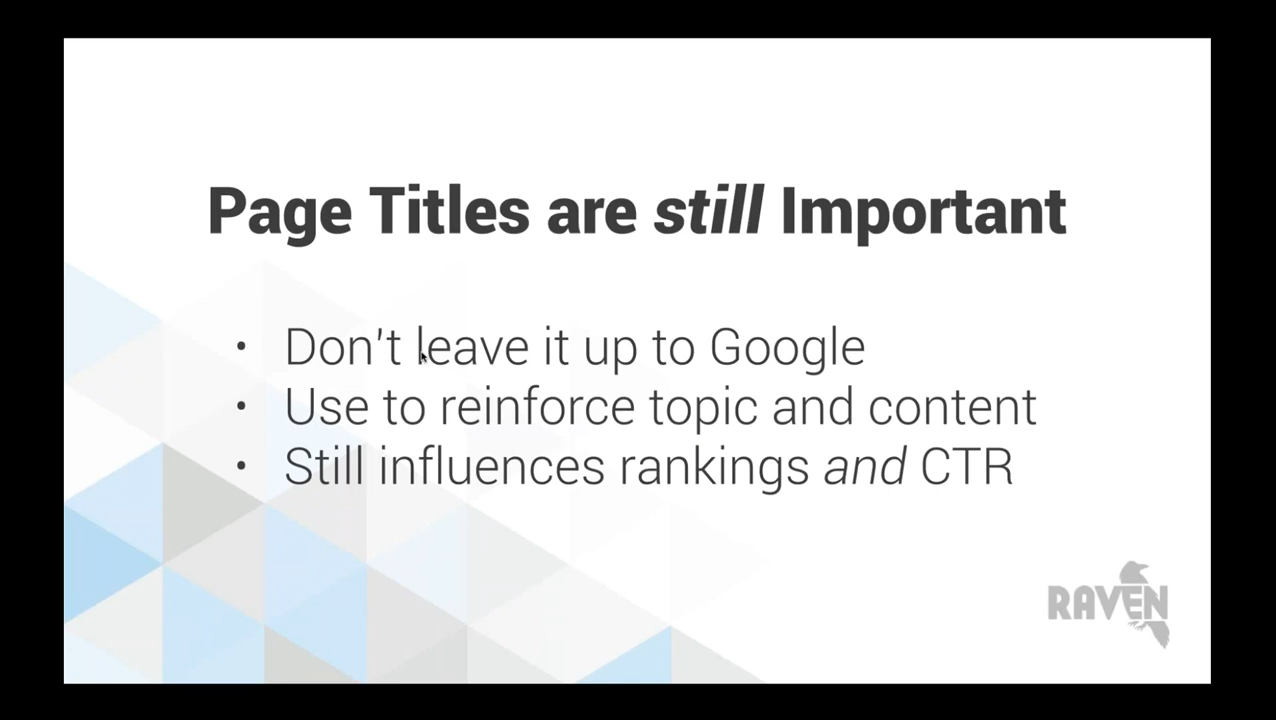 Page Titles are still Important
• Don't leave it up to Google
• Use to reinforce topic and content
• Still influences rankings and CTR
RAVEN